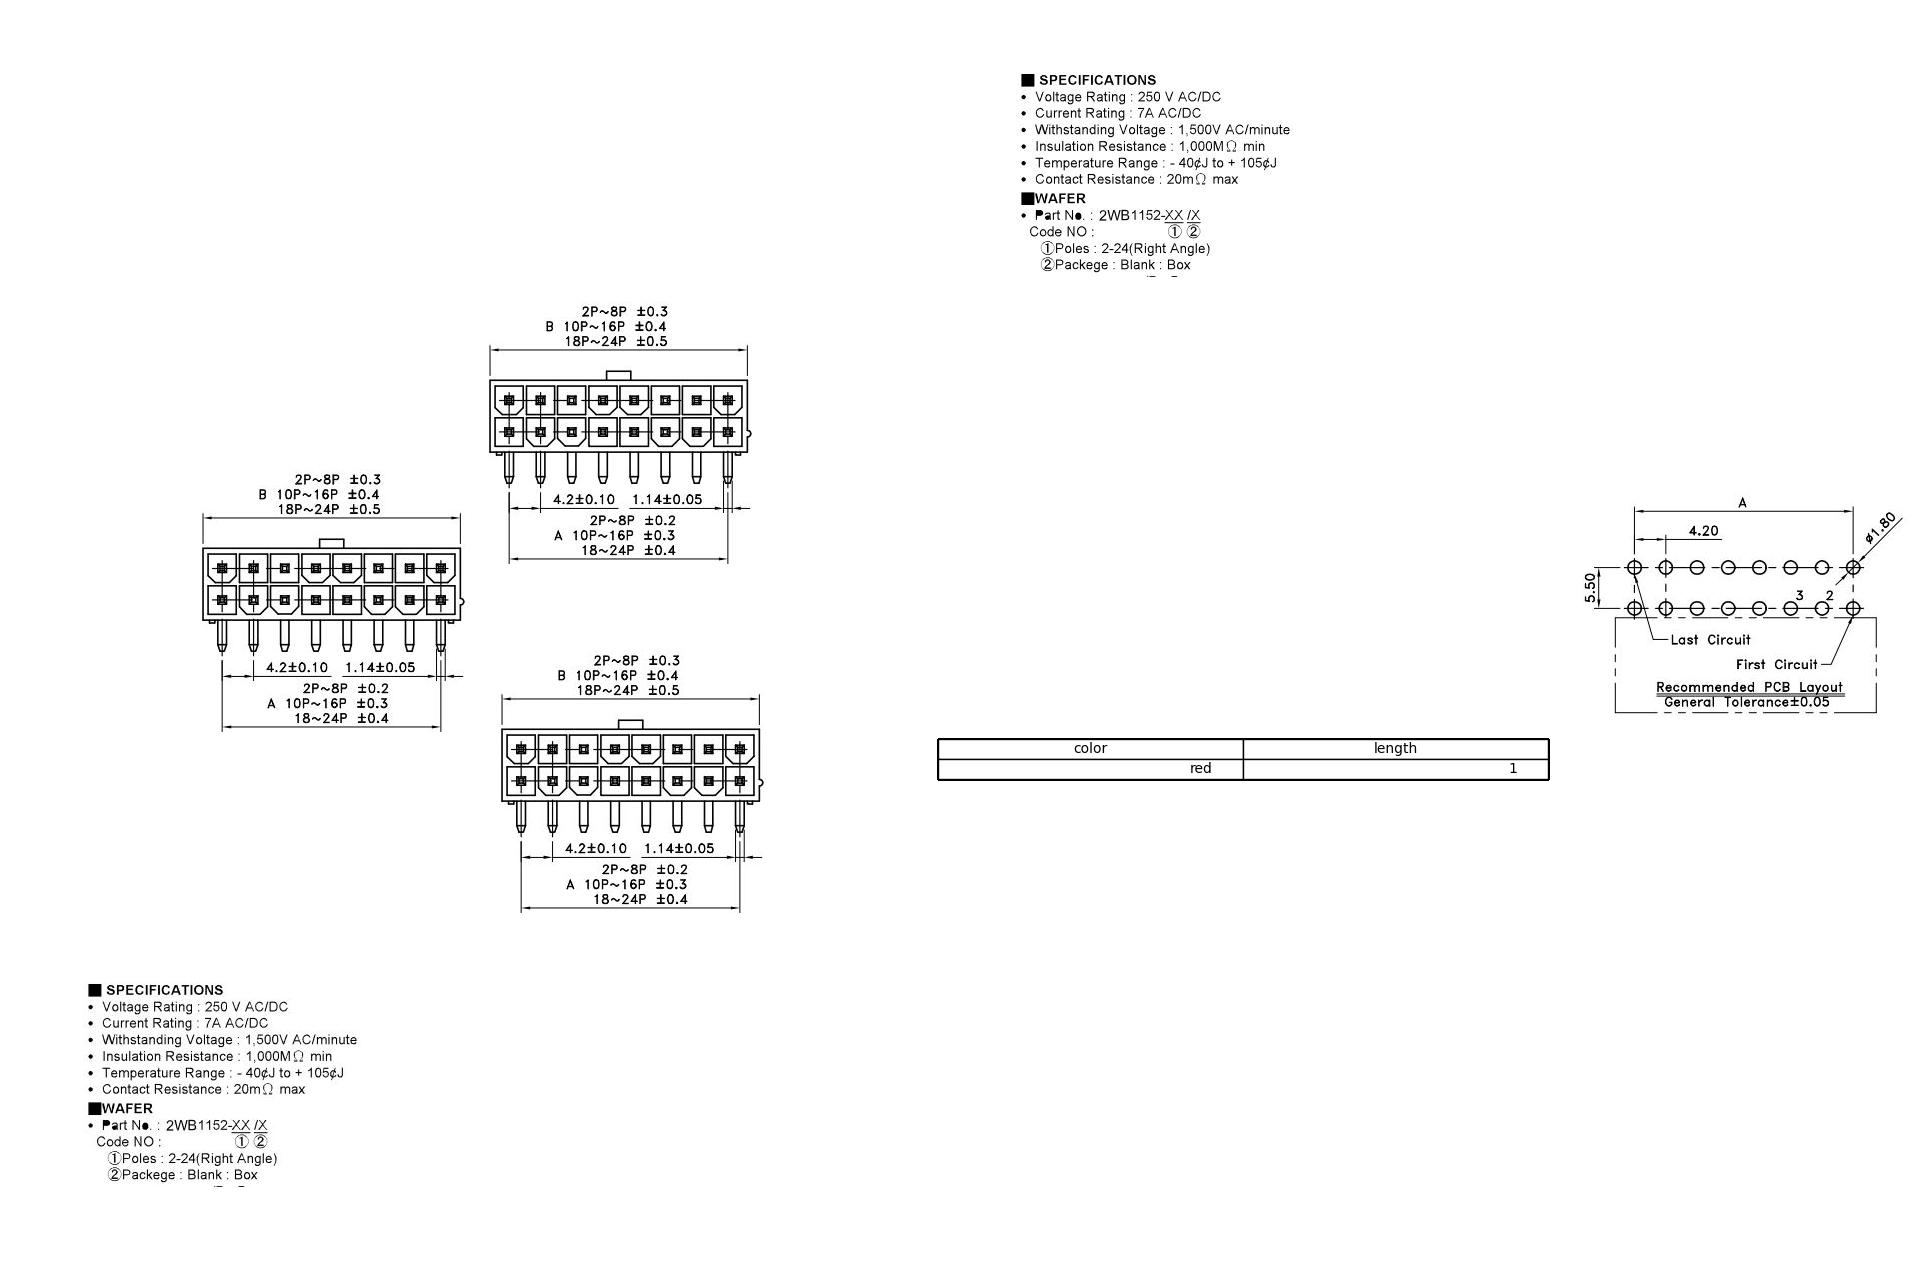 ■ SPECIFICATIONS
• Voltage Rating : 250 V AC/DC
• Current Rating : 7A AC/DC
• Withstanding Voltage : 1,500V AC/minute
• Insulation Resistance : 1,000MΩ min
• Temperature Range : - 40¢J to + 105¢J
• Contact Resistance : 20mΩ max
■WAFER
• Part No. : 2WB1152-XX /X
Code NO : ① ②
①Poles : 2-24(Right Angle)
②Packege : Blank : Box
2P~8P ±0.3
B 10P~16P ±0.4
18P~24P ±0.5
4.2±0.10 1.14±0.05
2P~8P ±0.2
A 10P~16P ±0.3
18~24P ±0.4
2P~8P ±0.3
B 10P~16P ±0.4
18P~24P ±0.5
4.2±0.10 1.14±0.05
2P~8P ±0.2
A 10P~16P ±0.3
18~24P ±0.4
A
4.20
ø1.80
5.50
3 2
Last Circuit
First Circuit
Recommended PCB Layout
General Tolerance±0.05
2P~8P ±0.3
B 10P~16P ±0.4
18P~24P ±0.5
4.2±0.10 1.14±0.05
2P~8P ±0.2
A 10P~16P ±0.3
18~24P ±0.4
color length
red 1
■ SPECIFICATIONS
• Voltage Rating : 250 V AC/DC
• Current Rating : 7A AC/DC
• Withstanding Voltage : 1,500V AC/minute
• Insulation Resistance : 1,000MΩ min
• Temperature Range : - 40¢J to + 105¢J
• Contact Resistance : 20mΩ max
■WAFER
• Part No. : 2WB1152-XX /X
Code NO : ① ②
①Poles : 2-24(Right Angle)
②Packege : Blank : Box